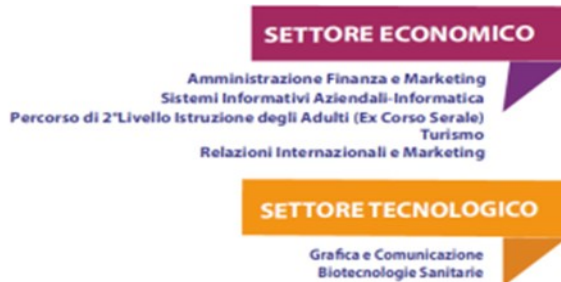 SETTORE ECONOMICO
Amministrazione Finanza e Marketing
Sistemi Informativi Aziendali-Informatica
Percorso di 2°Livello Istruzione degli Adulti (Ex Corso Serale)
Turismo
Relazioni Internazionali e Marketing
SETTORE TECNOLOGICO
Grafica e Comunicazione
Biotecnologie Sanitarie